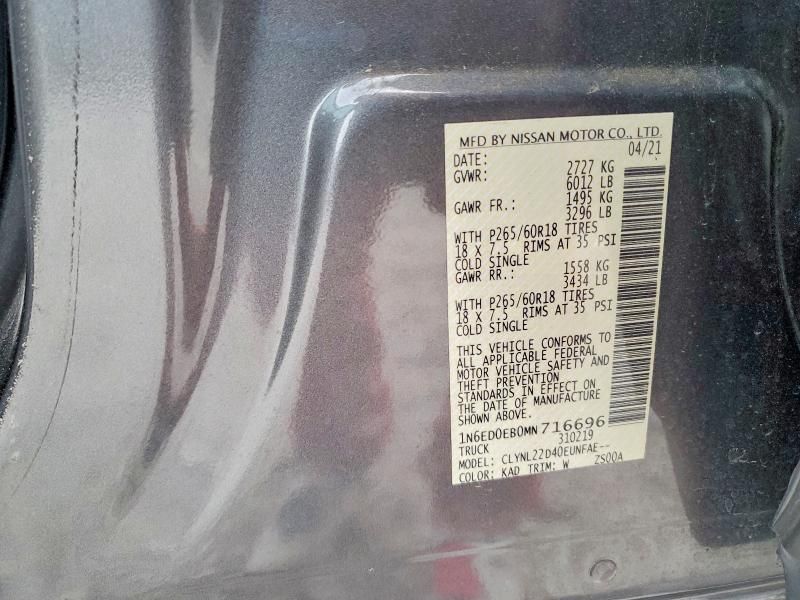 MFD BY NISSAN MOTOR CO., LTD.
DATE: 04/21
GVWR: 2727 KG
6012 LB
GAWR FR.: 1495 KG
3296 LB
WITH P265/60R18 TIRES
18 X 7.5 RIMS AT 35 PSI
COLD SINGLE
GAWR RR.: 1558 KG
3434 LB
WITH P265/60R18 TIRES
18 X 7.5 RIMS AT 35 PSI
COLD SINGLE
THIS VEHICLE CONFORMS TO
ALL APPLICABLE FEDERAL
MOTOR VEHICLE SAFETY AND
THEFT PREVENTION
STANDARDS IN EFFECT ON
THE DATE OF MANUFACTURE
SHOWN ABOVE.
1N6ED0EB0MN716696
TRUCK 310219
MODEL: CLYNL22D40EUNFAE--
COLOR: KAD TRIM: W ZS00A